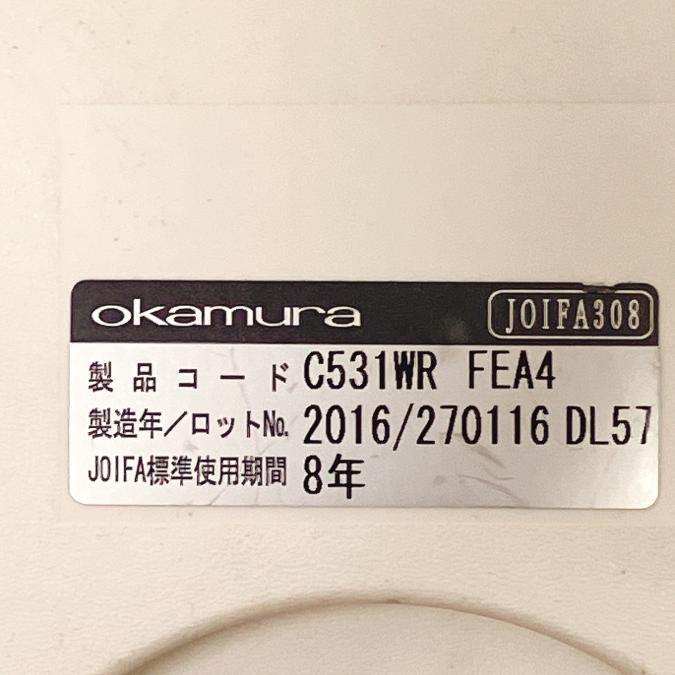 okamura JOIFA308
製品コード C531WR FEA4
製造年/ロットNo. 2016/270116 DL57
JOIFA標準使用期間 8年